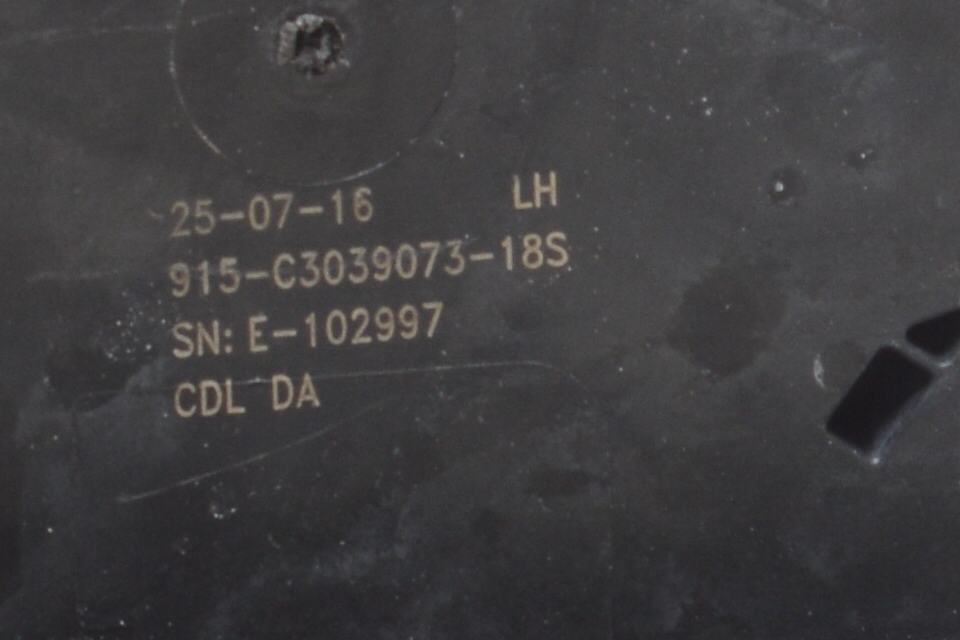 25-07-16 LH
915-C3039073-18S
SN: E-102997
CDL DA